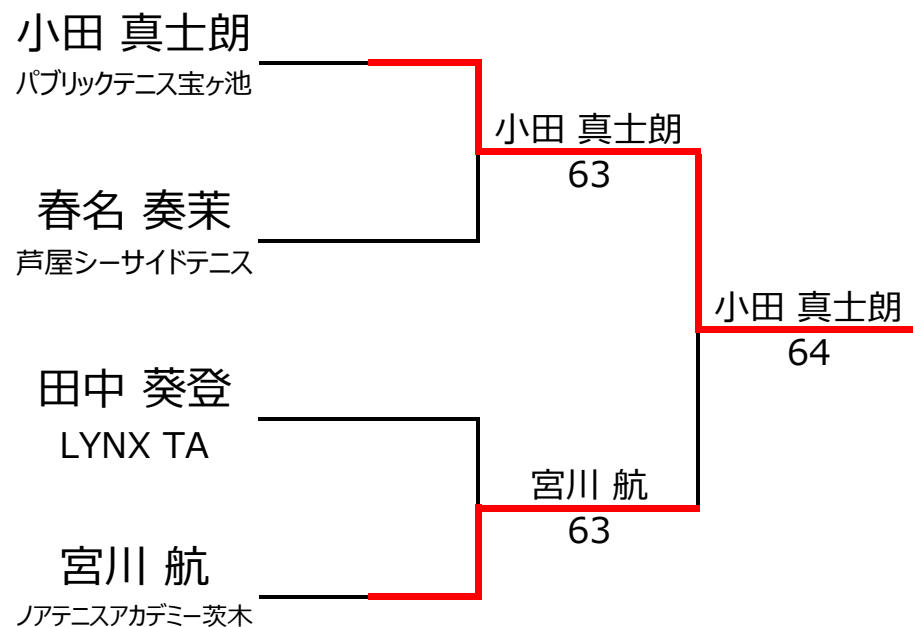 小田 真士朗
パブリックテニス宝ヶ池
小田 真士朗
63
春名 奏茉
芦屋シーサイドテニス
小田 真士朗
64
田中 葵登
LYNX TA
宮川 航
63
宮川 航
ノアテニスアカデミー茨木